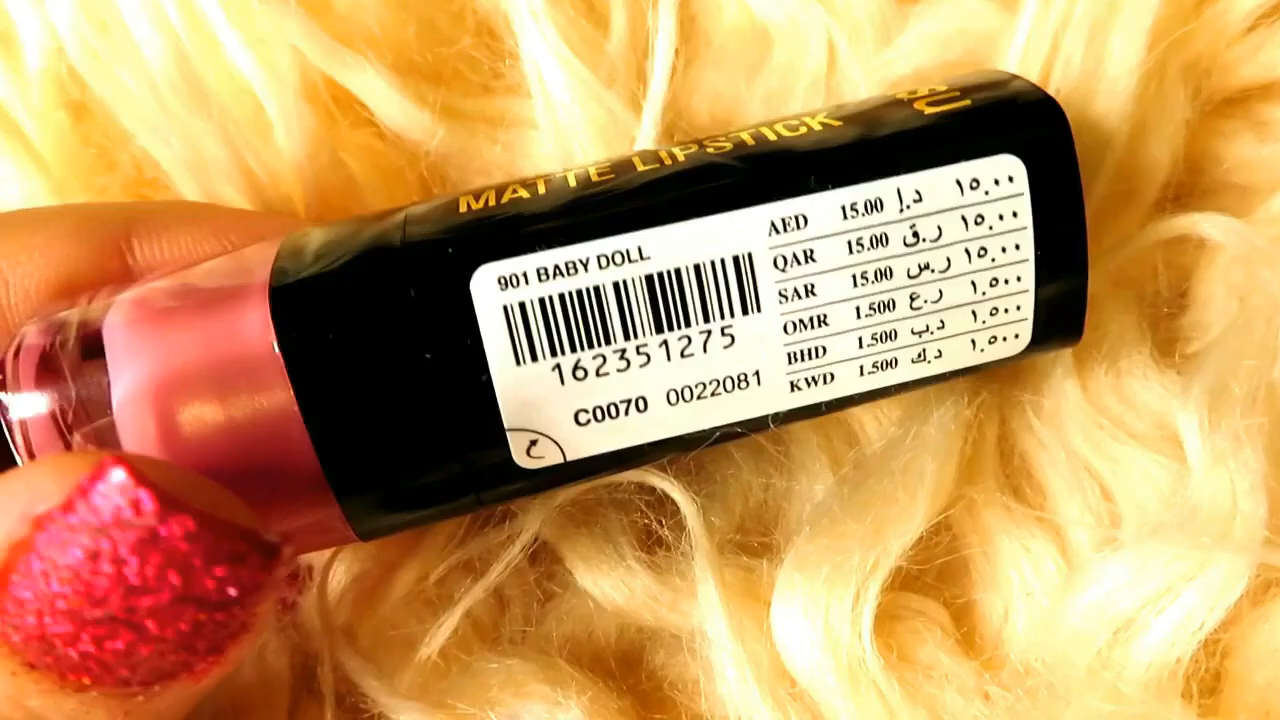 MATTE LIPSTICK
901 BABY DOLL
162351275
C0070 0022081
AED 15.00 د.إ ١٥.٠٠
QAR 15.00 ر.ق ١٥.٠٠
SAR 15.00 ر.س ١٥.٠٠
OMR 1.500 ر.ع ١.٥٠٠
BHD 1.500 د.ب ١.٥٠٠
KWD 1.500 د.ك ١.٥٠٠